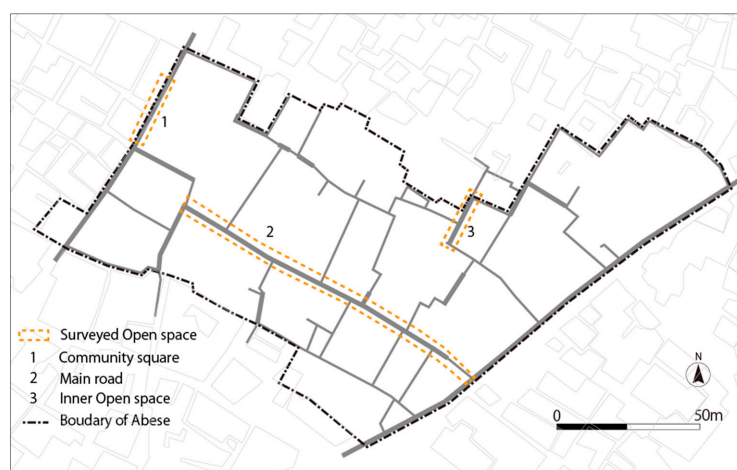 1
2
3
Surveyed Open space
1 Community square
2 Main road
3 Inner Open space
Boudary of Abese
N
0 50m